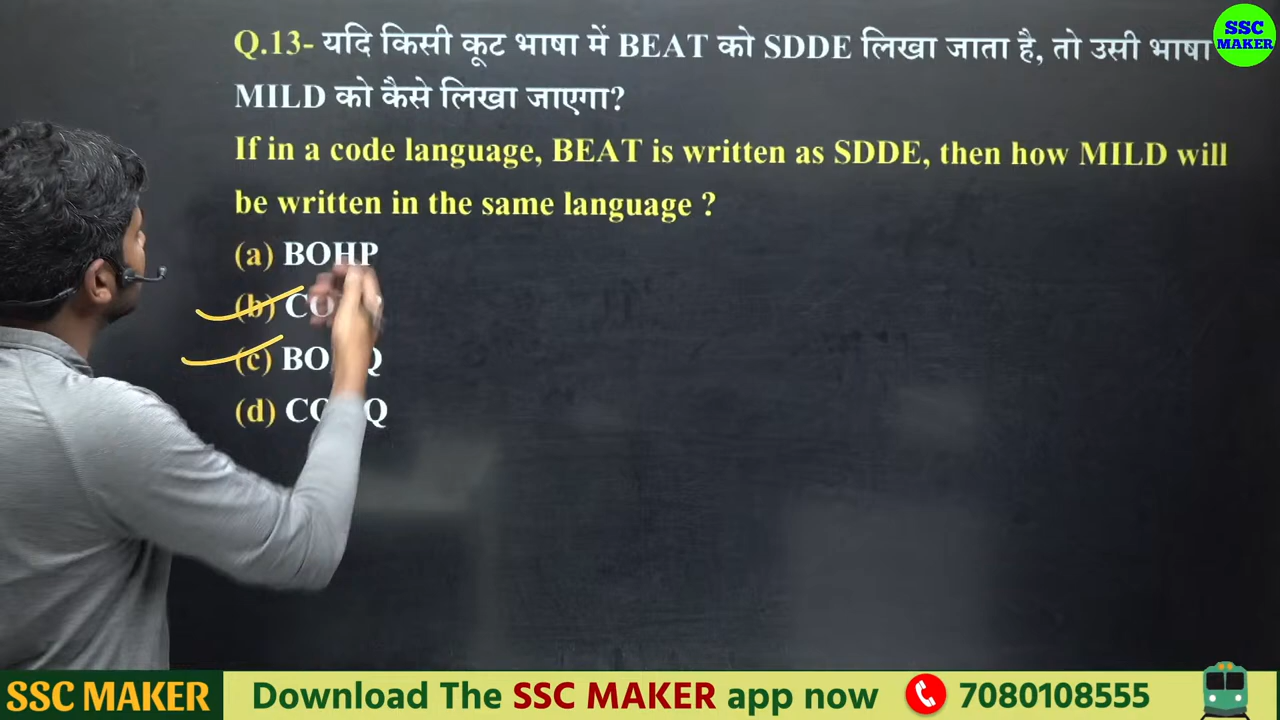 Q.13- यदि किसी कूट भाषा में BEAT को SDDE लिखा जाता है, तो उसी भाषा
MILD को कैसे लिखा जाएगा?
If in a code language, BEAT is written as SDDE, then how MILD will
be written in the same language ?
(a) BOHP
(b)
(c)
(d)
SSC
MAKER
SSC MAKER
Download The SSC MAKER app now 7080108555